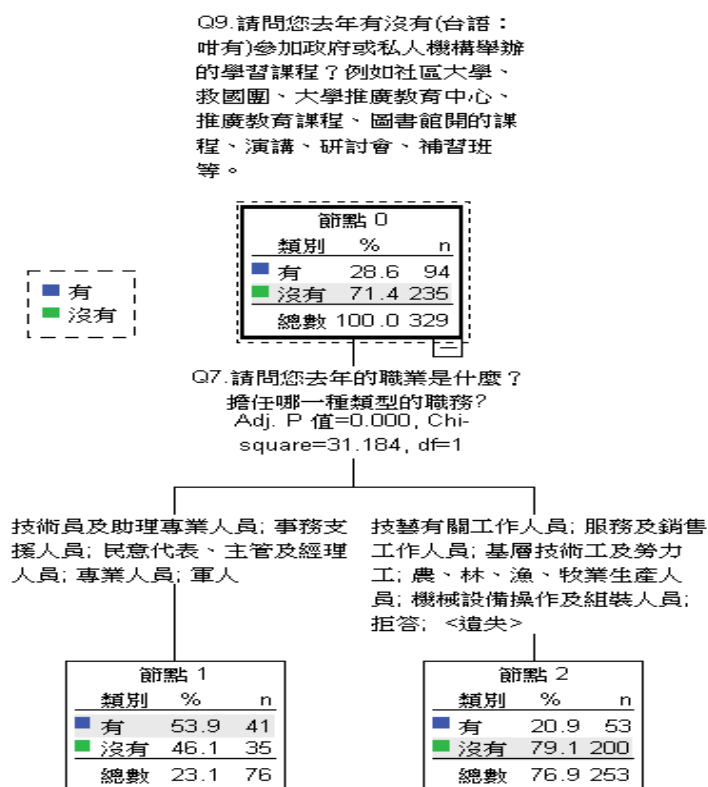 Q9.請問您去年有沒有(台語：
咁有)參加政府或私人機構舉辦
的學習課程？例如社區大學、
救國團、大學推廣教育中心、
推廣教育課程、圖書館開的課
程、演講、研討會、補習班
等。
有
沒有
節點 0
類別 % n
有 28.6 94
沒有 71.4 235
總數 100.0 329
Q7.請問您去年的職業是什麼？
擔任哪一種類型的職務?
Adj. P 值=0.000, Chi-
square=31.184, df=1
技術員及助理專業人員; 事務支
援人員; 民意代表、主管及經理
人員; 專業人員; 軍人
技藝有關工作人員; 服務及銷售
工作人員; 基層技術工及勞力
工; 農、林、漁、牧業生產人
員; 機械設備操作及組裝人員;
拒答; <遺失>
節點 1
類別 % n
有 53.9 41
沒有 46.1 35
總數 23.1 76
節點 2
類別 % n
有 20.9 53
沒有 79.1 200
總數 76.9 253